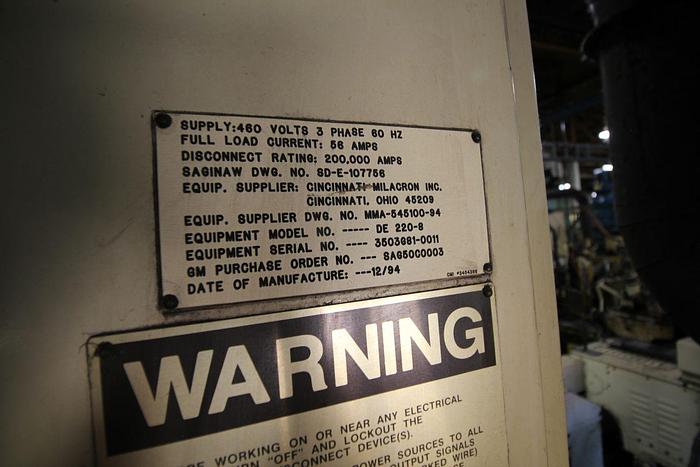 SUPPLY:460 VOLTS 3 PHASE 60 HZ
FULL LOAD CURRENT: 56 AMPS
DISCONNECT RATING: 200,000 AMPS
SAGINAW DWG. NO. SD-E-107756
EQUIP. SUPPLIER: CINCINNATI MILACRON INC.
CINCINNATI, OHIO 45209
EQUIP. SUPPLIER DWG. NO. MMA-545100-94
EQUIPMENT MODEL NO. ----- DE 220-8
EQUIPMENT SERIAL NO. ---- 3503G81-0011
GM PURCHASE ORDER NO. --- SAG50C0003
DATE OF MANUFACTURE: ---12/94
WARNING
WORKING ON OR NEAR ANY ELECTRICAL
"OFF" AND LOCKOUT THE
DEVICE(S).
POWER SOURCES TO ALL
OUTPUT SIGNALS
WIRE)